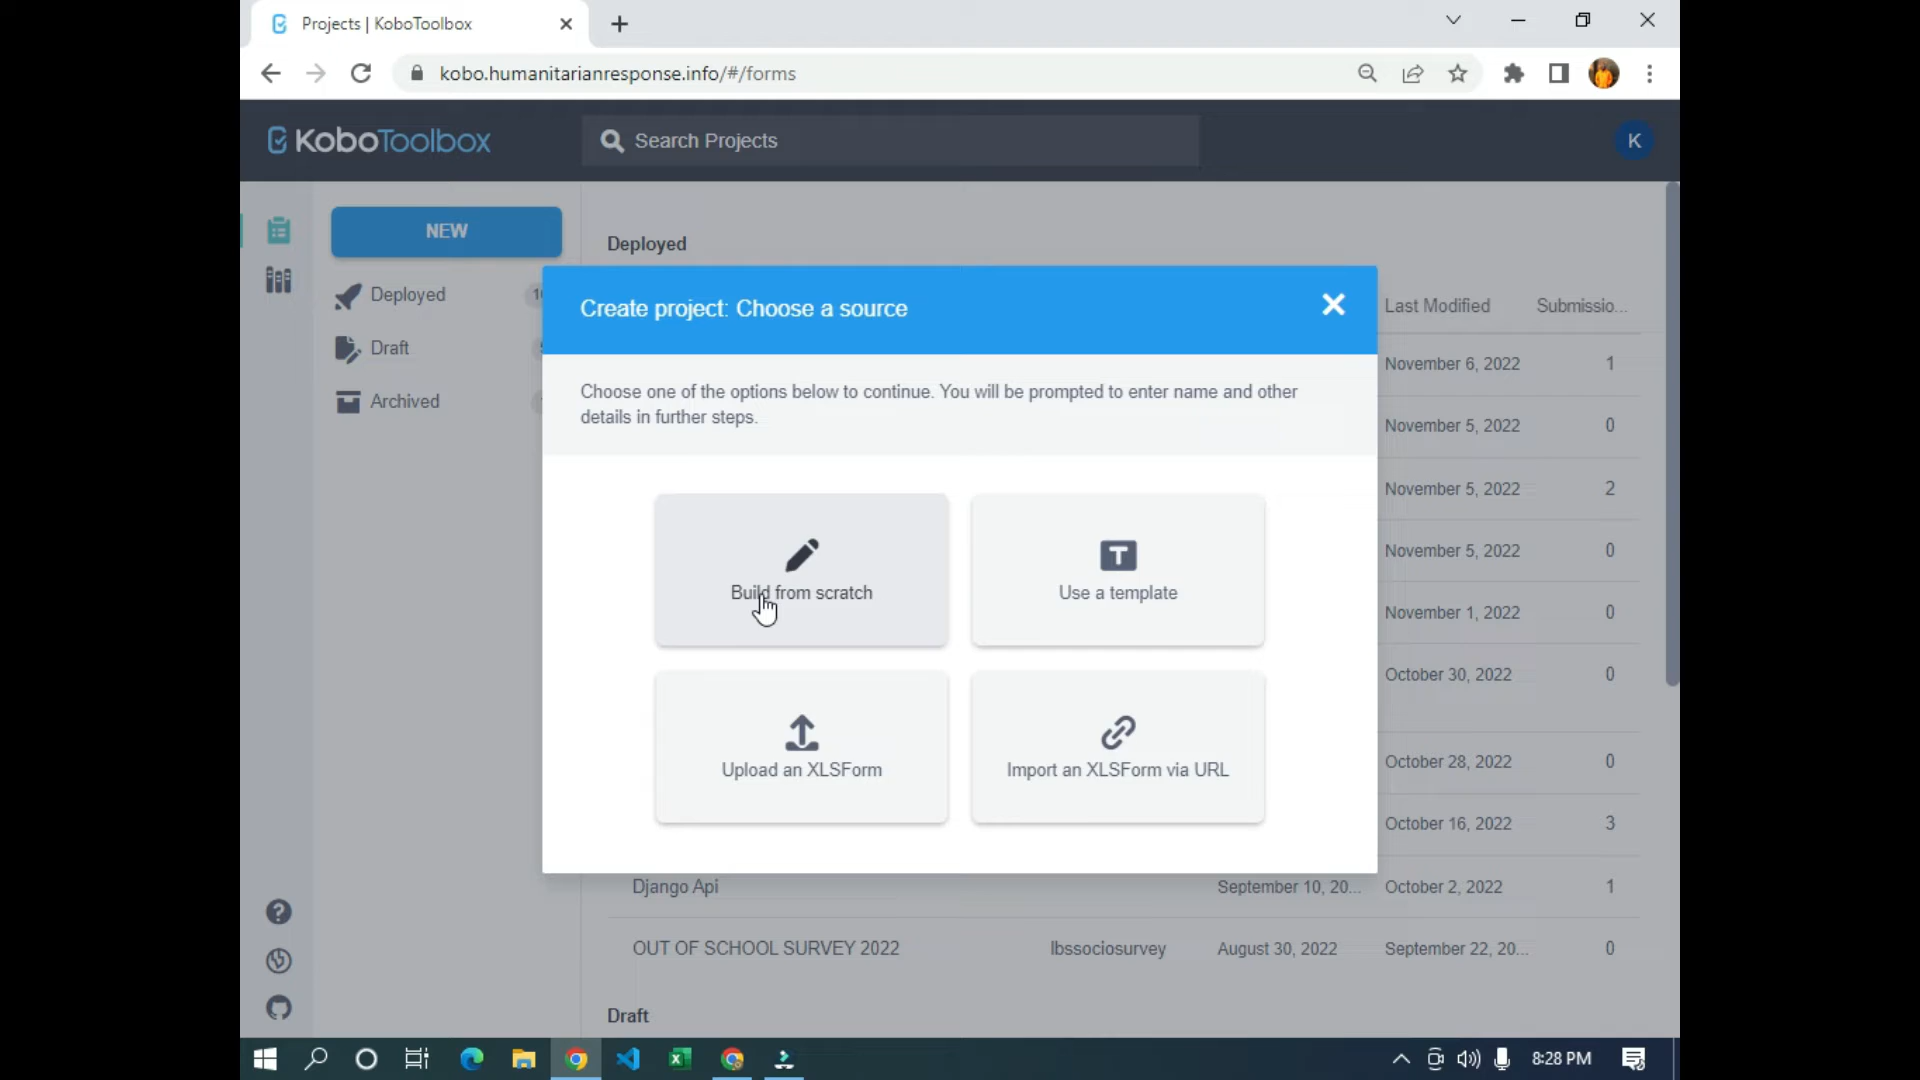 Projects | KoboToolbox
kobo.humanitarianresponse.info/#/forms
KoboToolbox
Search Projects
K
NEW
Deployed
Draft
Archived
Deployed
Last Modified
Submissio...
Create project: Choose a source
Choose one of the options below to continue. You will be prompted to enter name and other
details in further steps.
Build from scratch
Use a template
Upload an XLSForm
Import an XLSForm via URL
November 6, 2022 1
November 5, 2022 0
November 5, 2022 2
November 5, 2022 0
November 1, 2022 0
October 30, 2022 0
October 28, 2022 0
October 16, 2022 3
Django Api September 10, 20... October 2, 2022 1
OUT OF SCHOOL SURVEY 2022 lbssociosurvey August 30, 2022 September 22, 20... 0
Draft
8:28 PM